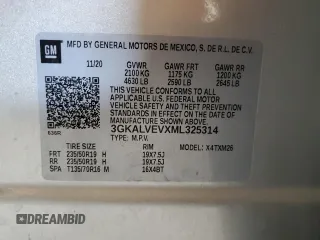 GM
MFD BY GENERAL MOTORS DE MEXICO, S. DE R.L. DE C.V.
11/20 GVWR GAWR FRT GAWR RR
2100 KG 1175 KG 1200 KG
4630 LB 2590 LB 2645 LB
THIS VEHICLE CONFORMS TO ALL APPLICABLE U.S. FEDERAL MOTOR
VEHICLE SAFETY, AND THEFT PREVENTION STANDARDS IN EFFECT
ON THE DATE OF MANUFACTURE SHOWN ABOVE.
3GKALVEVXML325314
TYPE: M.P.V. MODEL: X4TXM26
TIRE SIZE RIM
FRT 235/50R19 H 19X7.5J
RR 235/50R19 H 19X7.5J
SPA T135/70R16 M 16X4BT